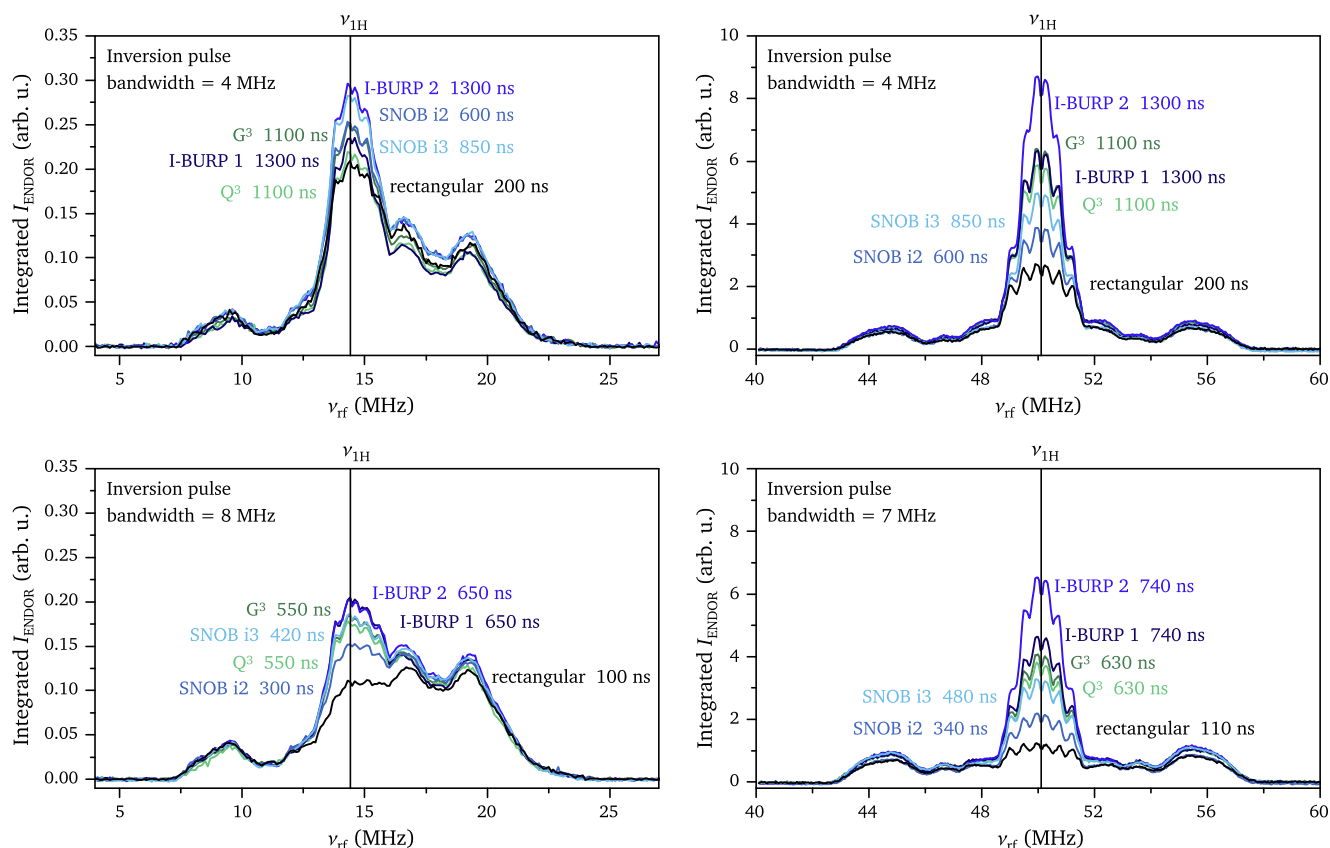 ν1H
Integrated IENDOR (arb. u.)
0.35
0.30
0.25
0.20
0.15
0.10
0.05
0.00
Inversion pulse
bandwidth = 4 MHz
I-BURP 2 1300 ns
SNOB i2 600 ns
G³ 1100 ns
SNOB i3 850 ns
I-BURP 1 1300 ns
rectangular 200 ns
Q³ 1100 ns
5 10 15 20 25
νrf (MHz)
ν1H
Integrated IENDOR (arb. u.)
10
8
6
4
2
0
Inversion pulse
bandwidth = 4 MHz
I-BURP 2 1300 ns
G³ 1100 ns
I-BURP 1 1300 ns
Q³ 1100 ns
SNOB i3 850 ns
SNOB i2 600 ns
rectangular 200 ns
40 44 48 52 56 60
νrf (MHz)
ν1H
Integrated IENDOR (arb. u.)
0.35
0.30
0.25
0.20
0.15
0.10
0.05
0.00
Inversion pulse
bandwidth = 8 MHz
I-BURP 2 650 ns
G³ 550 ns
I-BURP 1 650 ns
SNOB i3 420 ns
Q³ 550 ns
rectangular 100 ns
SNOB i2 300 ns
5 10 15 20 25
νrf (MHz)
ν1H
Integrated IENDOR (arb. u.)
10
8
6
4
2
0
Inversion pulse
bandwidth = 7 MHz
I-BURP 2 740 ns
I-BURP 1 740 ns
G³ 630 ns
Q³ 630 ns
SNOB i3 480 ns
SNOB i2 340 ns
rectangular 110 ns
40 44 48 52 56 60
νrf (MHz)